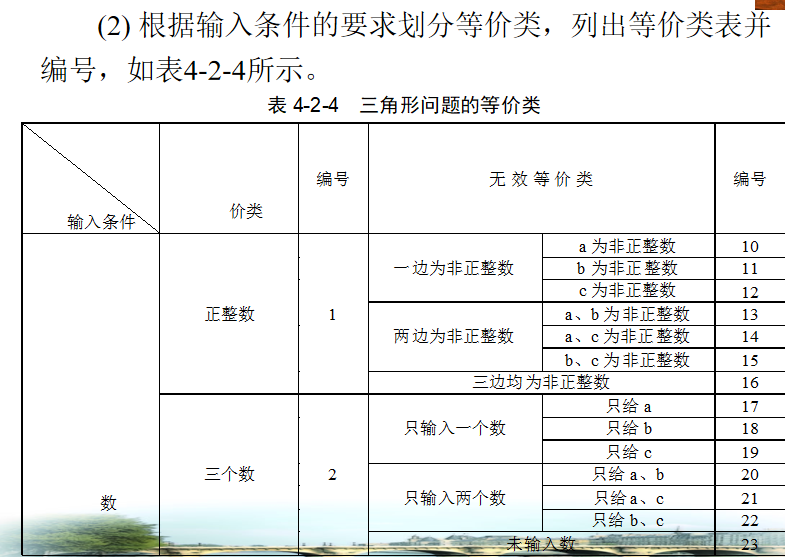 (2) 根据输入条件的要求划分等价类，列出等价类表并
编号，如表4-2-4所示。
表 4-2-4 三角形问题的等价类
输入条件 价类 编号 无效等价类 编号
数 正整数 1 一边为非正整数 a 为非正整数 10
b 为非正整数 11
c 为非正整数 12
两边为非正整数 a、b 为非正整数 13
a、c 为非正整数 14
b、c 为非正整数 15
三边均为非正整数 16
三个数 2 只输入一个数 只给 a 17
只给 b 18
只给 c 19
只输入两个数 只给 a、b 20
只给 a、c 21
只给 b、c 22
未输入数 23